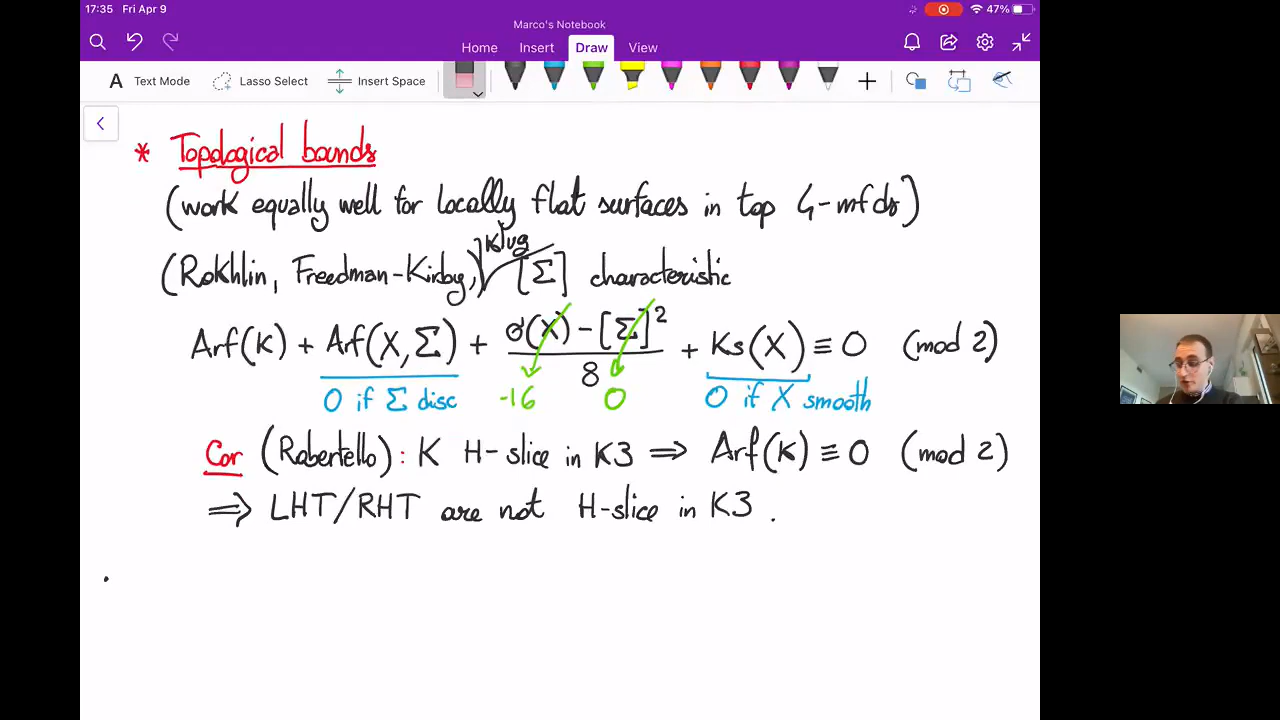 17:35 Fri Apr 9 47%
Marco's Notebook
Home Insert Draw View
A Text Mode Lasso Select Insert Space
* Topological bounds
(work equally well for locally flat surfaces in top 4-mfds)
(Rokhlin, Freedman-Kirby, Klug) [Σ] characteristic
Arf(K) + Arf(X, Σ) + (σ(X) - [Σ]²)/8 + Ks(X) ≡ 0 (mod 2)
0 if Σ disc -16 0 0 if X smooth
Cor (Robertello): K H-slice in K3 ⟹ Arf(K) ≡ 0 (mod 2)
⟹ LHT/RHT are not H-slice in K3.